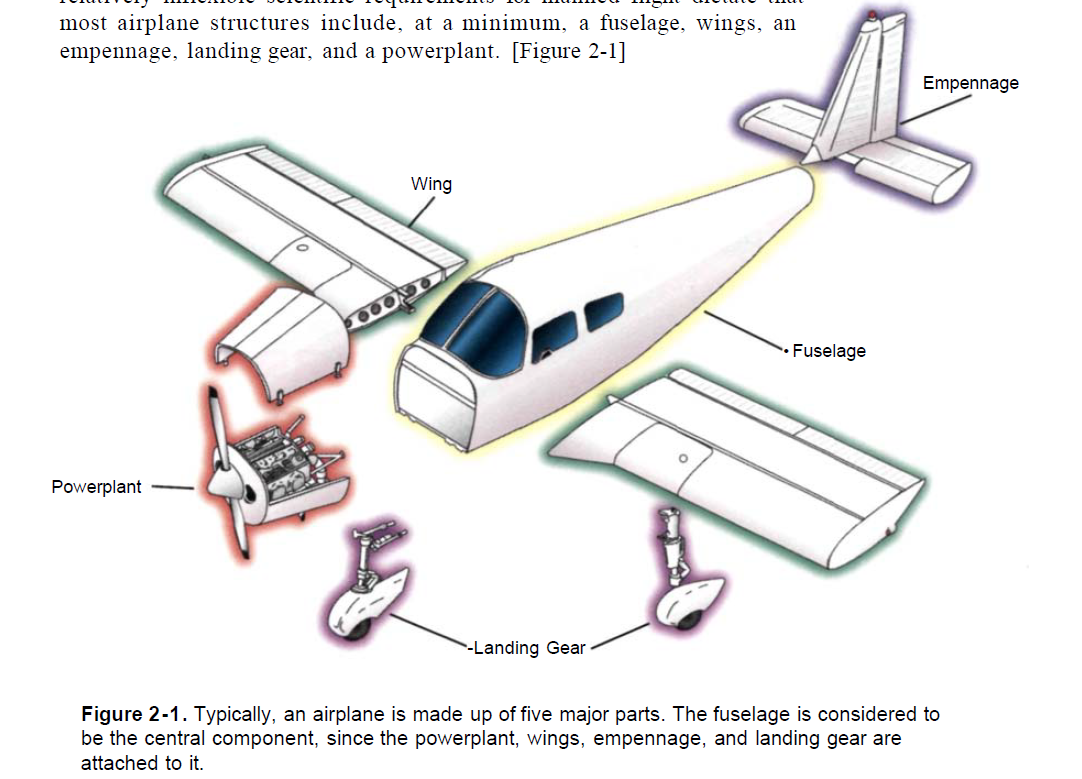 most airplane structures include, at a minimum, a fuselage, wings, an
empennage, landing gear, and a powerplant. [Figure 2-1]
Empennage
Wing
Fuselage
Powerplant
-Landing Gear
Figure 2-1. Typically, an airplane is made up of five major parts. The fuselage is considered to
be the central component, since the powerplant, wings, empennage, and landing gear are
attached to it.